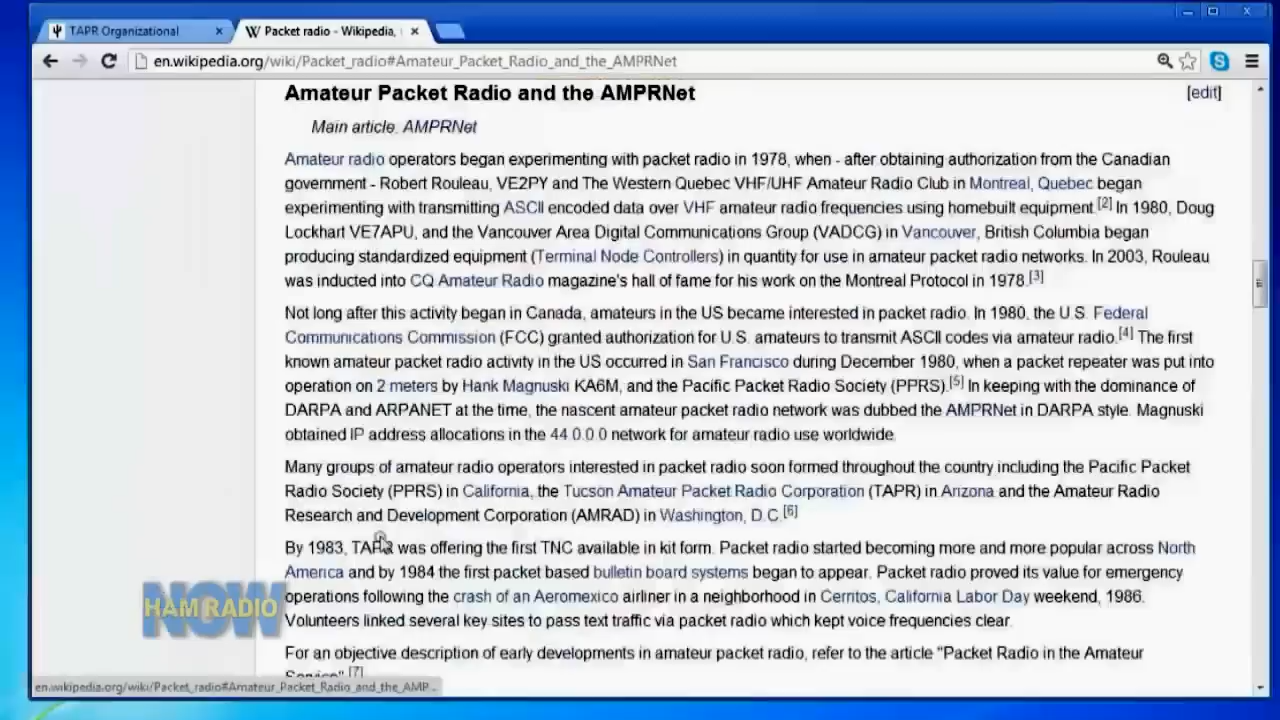 TAPR Organizational
Packet radio - Wikipedia,
en.wikipedia.org/wiki/Packet_radio#Amateur_Packet_Radio_and_the_AMPRNet
Amateur Packet Radio and the AMPRNet
[edit]
Main article: AMPRNet
Amateur radio operators began experimenting with packet radio in 1978, when - after obtaining authorization from the Canadian
government - Robert Rouleau, VE2PY and The Western Quebec VHF/UHF Amateur Radio Club in Montreal, Quebec began
experimenting with transmitting ASCII encoded data over VHF amateur radio frequencies using homebuilt equipment.[2] In 1980, Doug
Lockhart VE7APU, and the Vancouver Area Digital Communications Group (VADCG) in Vancouver, British Columbia began
producing standardized equipment (Terminal Node Controllers) in quantity for use in amateur packet radio networks. In 2003, Rouleau
was inducted into CQ Amateur Radio magazine's hall of fame for his work on the Montreal Protocol in 1978.[3]
Not long after this activity began in Canada, amateurs in the US became interested in packet radio. In 1980, the U.S. Federal
Communications Commission (FCC) granted authorization for U.S. amateurs to transmit ASCII codes via amateur radio.[4] The first
known amateur packet radio activity in the US occurred in San Francisco during December 1980, when a packet repeater was put into
operation on 2 meters by Hank Magnuski KA6M, and the Pacific Packet Radio Society (PPRS).[5] In keeping with the dominance of
DARPA and ARPANET at the time, the nascent amateur packet radio network was dubbed the AMPRNet in DARPA style. Magnuski
obtained IP address allocations in the 44.0.0.0 network for amateur radio use worldwide.
Many groups of amateur radio operators interested in packet radio soon formed throughout the country including the Pacific Packet
Radio Society (PPRS) in California, the Tucson Amateur Packet Radio Corporation (TAPR) in Arizona and the Amateur Radio
Research and Development Corporation (AMRAD) in Washington, D.C.[6]
By 1983, TAPR was offering the first TNC available in kit form. Packet radio started becoming more and more popular across North
America and by 1984 the first packet based bulletin board systems began to appear. Packet radio proved its value for emergency
operations following the crash of an Aeromexico airliner in a neighborhood in Cerritos, California Labor Day weekend, 1986.
Volunteers linked several key sites to pass text traffic via packet radio which kept voice frequencies clear.
For an objective description of early developments in amateur packet radio, refer to the article "Packet Radio in the Amateur
Service".[7]
HAM RADIO
NOW
en.wikipedia.org/wiki/Packet_radio#Amateur_Packet_Radio_and_the_AMP...